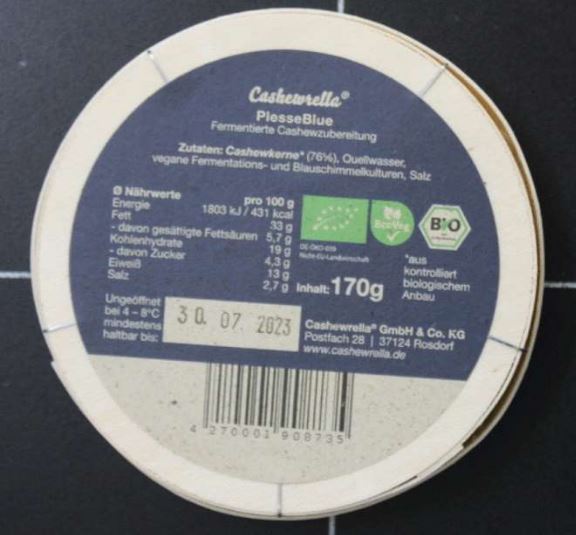 Cashewrella®
PlesseBlue
Fermentierte Cashewzubereitung
Zutaten: Cashewkerne* (76%), Quellwasser,
vegane Fermentations- und Blauschimmelkulturen, Salz
Ø Nährwerte pro 100 g
Energie 1803 kJ / 431 kcal
Fett 33 g
- davon gesättigte Fettsäuren 5,7 g
Kohlenhydrate 19 g
- davon Zucker 4,3 g
Eiweiß 13 g
Salz 2,7 g
DE-ÖKO-039
Nicht-EU-Landwirtschaft
EcoVeg
BIO
Inhalt: 170g
*aus
kontrolliert
biologischem
Anbau
Ungeöffnet
bei 4 – 8°C
mindestens
haltbar bis:
30. 07. 2023
Cashewrella® GmbH & Co. KG
Postfach 28 | 37124 Rosdorf
www.cashewrella.de
4 270001 908735